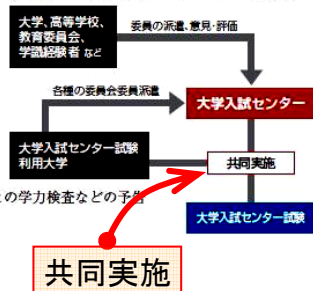 大学、高等学校、
教育委員会、
学識経験者 など
委員の派遣、意見・評価
各種の委員会委員派遣
大学入試センター
大学入試センター試験
利用大学
共同実施
の学力検査などの予告
大学入試センター試験
共同実施